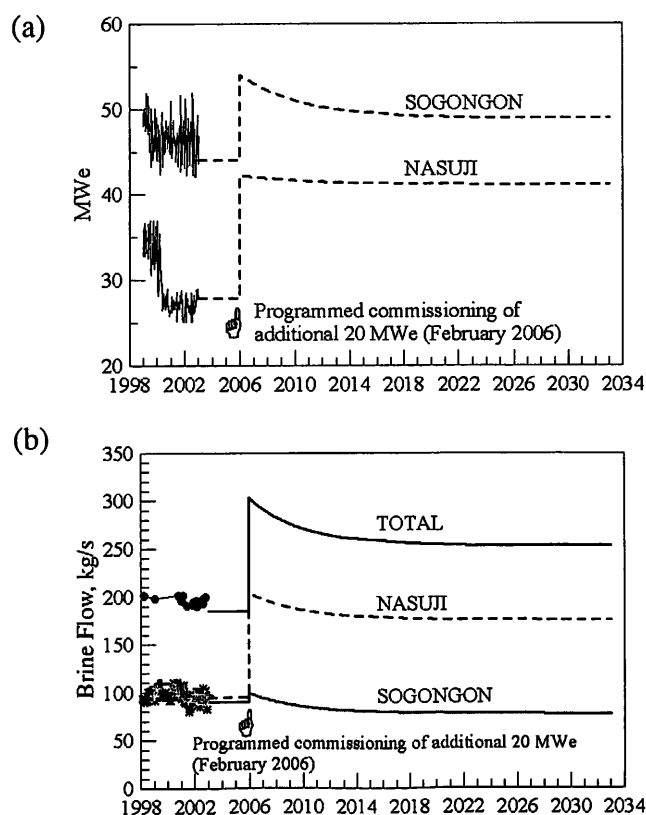 (a)
60
50
40
30
20
MWe
SOGONGON
NASUJI
Programmed commissioning of
additional 20 MWe (February 2006)
1998 2002 2006 2010 2014 2018 2022 2026 2030 2034
(b)
350
300
250
200
150
100
50
0
Brine Flow, kg/s
TOTAL
NASUJI
SOGONGON
Programmed commissioning of additional 20 MWe
(February 2006)
1998 2002 2006 2010 2014 2018 2022 2026 2030 2034